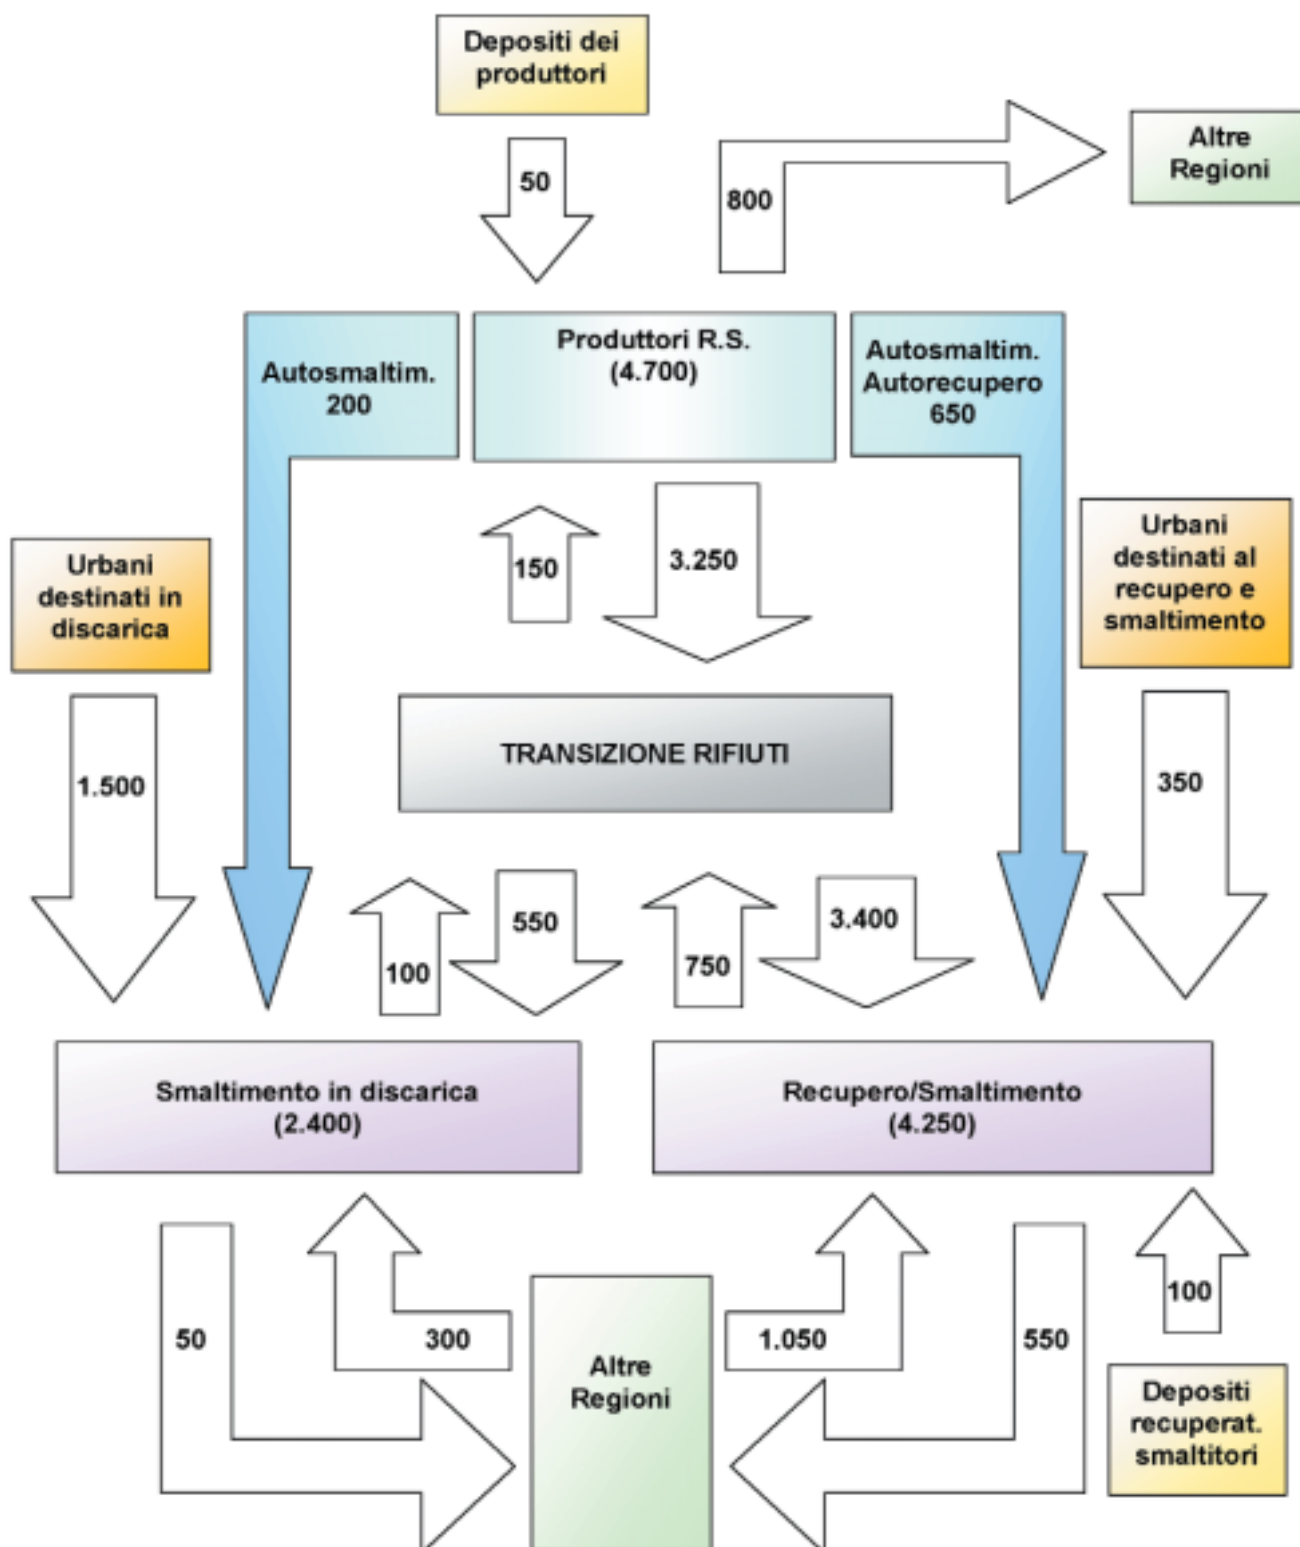 Depositi dei
produttori
50
800
Altre
Regioni
Autosmaltim.
200
Produttori R.S.
(4.700)
Autosmaltim.
Autorecupero
650
150
3.250
Urbani
destinati in
discarica
Urbani
destinati al
recupero e
smaltimento
TRANSIZIONE RIFIUTI
1.500
350
100
550
750
3.400
Smaltimento in discarica
(2.400)
Recupero/Smaltimento
(4.250)
50
300
Altre
Regioni
1.050
550
100
Depositi
recuperat.
smaltitori